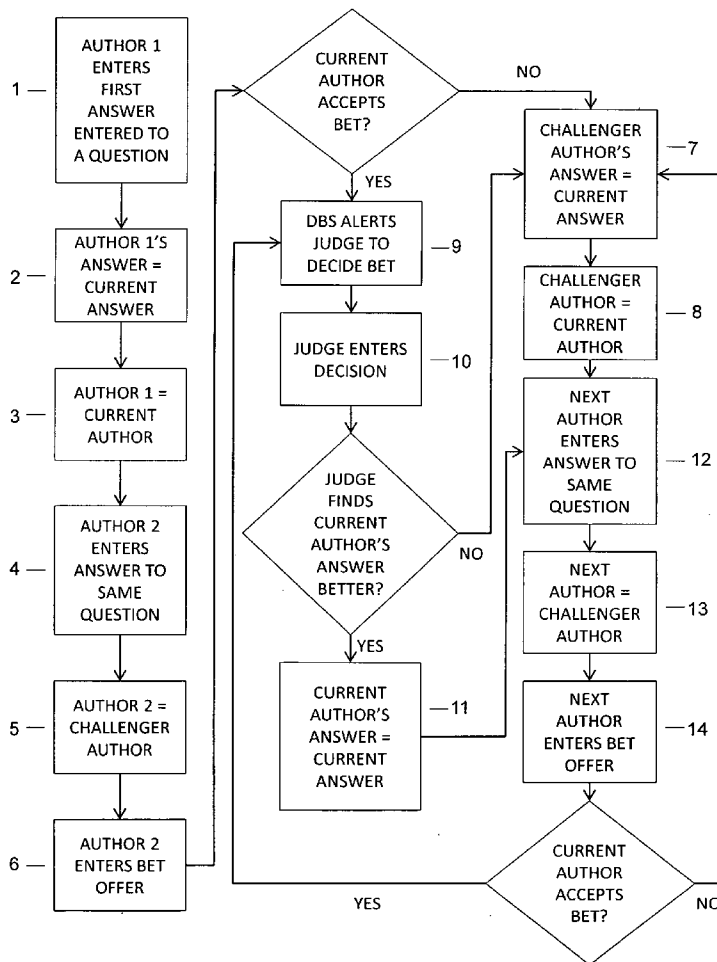 1
AUTHOR 1
ENTERS
FIRST
ANSWER
ENTERED TO
A QUESTION
2
AUTHOR 1'S
ANSWER =
CURRENT
ANSWER
3
AUTHOR 1 =
CURRENT
AUTHOR
4
AUTHOR 2
ENTERS
ANSWER TO
SAME
QUESTION
5
AUTHOR 2 =
CHALLENGER
AUTHOR
6
AUTHOR 2
ENTERS BET
OFFER
CURRENT
AUTHOR
ACCEPTS
BET?
NO
YES
DBS ALERTS
JUDGE TO
DECIDE BET
9
JUDGE ENTERS
DECISION
10
JUDGE
FINDS
CURRENT
AUTHOR'S
ANSWER
BETTER?
NO
YES
CURRENT
AUTHOR'S
ANSWER =
CURRENT
ANSWER
11
CHALLENGER
AUTHOR'S
ANSWER =
CURRENT
ANSWER
7
CHALLENGER
AUTHOR =
CURRENT
AUTHOR
8
NEXT
AUTHOR
ENTERS
ANSWER TO
SAME
QUESTION
12
NEXT
AUTHOR =
CHALLENGER
AUTHOR
13
NEXT
AUTHOR
ENTERS BET
OFFER
14
CURRENT
AUTHOR
ACCEPTS
BET?
YES
NO